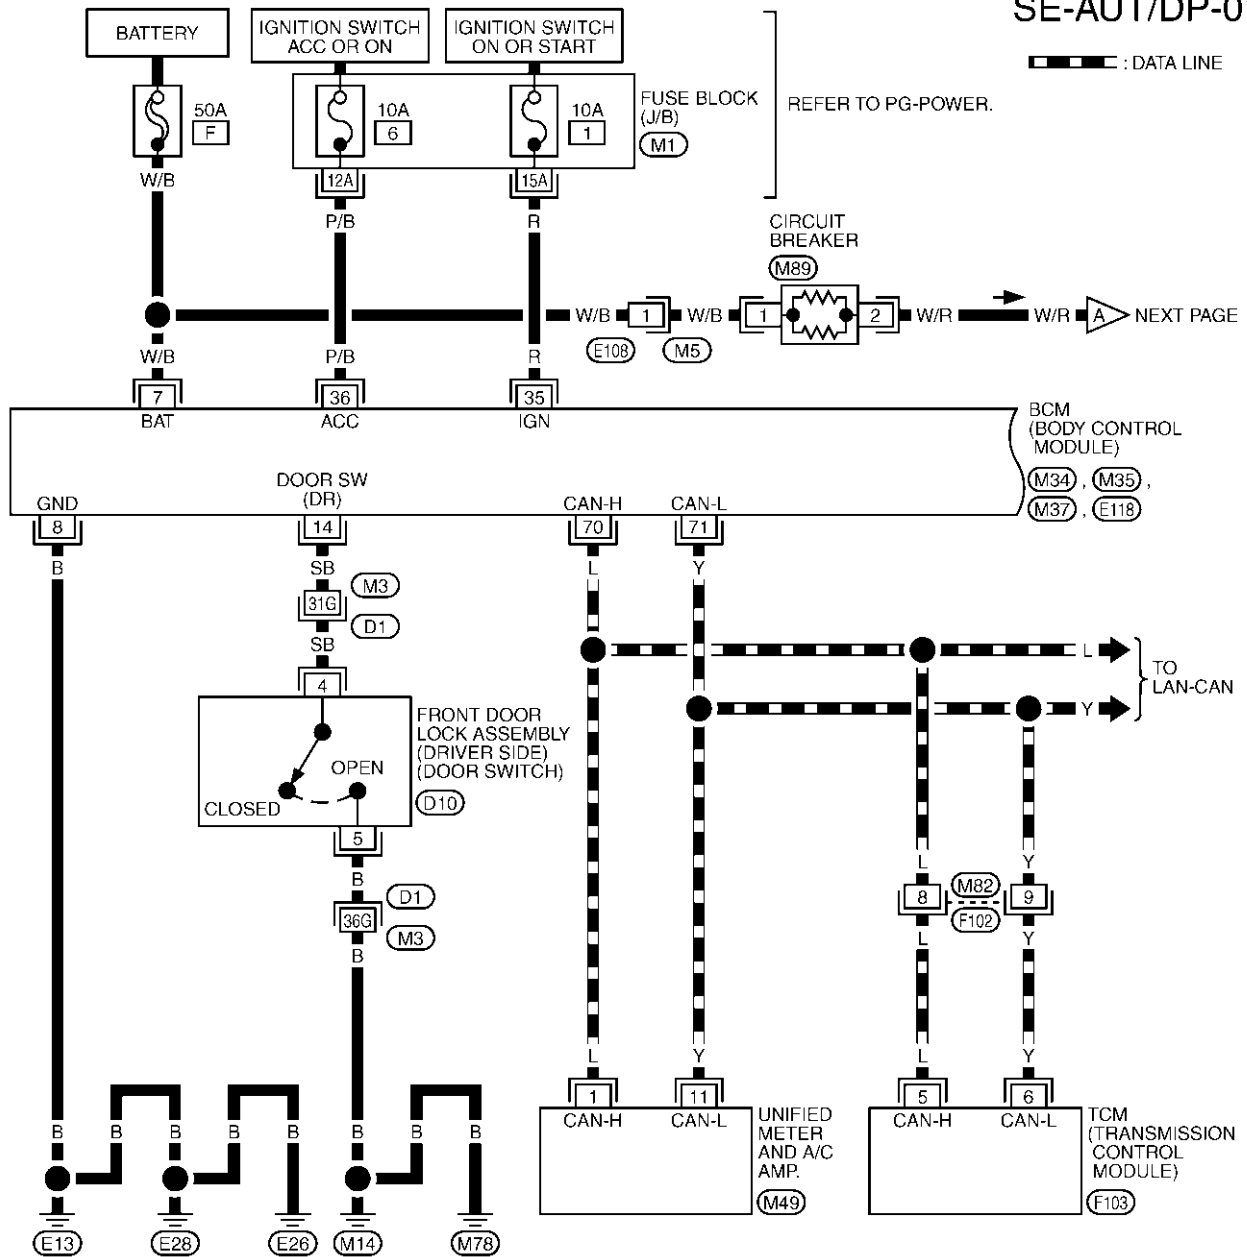 SE-AUT/DP-0
: DATA LINE
BATTERY
IGNITION SWITCH
ACC OR ON
IGNITION SWITCH
ON OR START
50A
F
10A
6
10A
1
FUSE BLOCK
(J/B)
M1
REFER TO PG-POWER.
W/B
12A
15A
P/B
R
CIRCUIT
BREAKER
M89
W/B
1
W/B
1
2
W/R
W/R
A
NEXT PAGE
E108
M5
W/B
P/B
R
7
36
35
BAT
ACC
IGN
BCM
(BODY CONTROL
MODULE)
M34 , M35 ,
M37 , E118
GND
DOOR SW
(DR)
CAN-H
CAN-L
8
14
70
71
B
SB
L
Y
31G
M3
D1
SB
4
L
Y
TO
LAN-CAN
FRONT DOOR
LOCK ASSEMBLY
(DRIVER SIDE)
(DOOR SWITCH)
D10
OPEN
CLOSED
5
B
D1
36G
M3
B
L
Y
8
M82
9
F102
L
Y
L
Y
L
Y
1
11
5
6
CAN-H
CAN-L
CAN-H
CAN-L
UNIFIED
METER
AND A/C
AMP.
M49
TCM
(TRANSMISSION
CONTROL
MODULE)
F103
B
B
B
B
B
B
B
B
E13
E28
E26
M14
M78